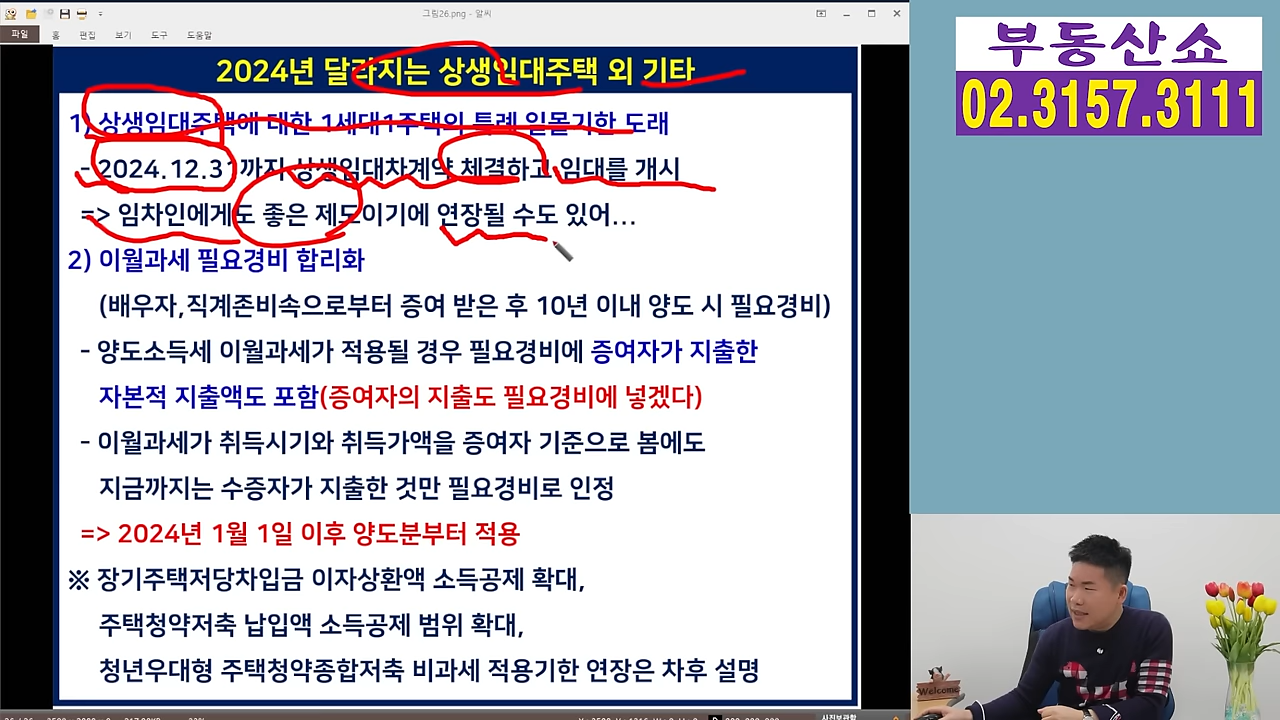 그림26.png - 알씨
파일 홈 편집 보기 도구 도움말
2024년 달라지는 상생임대주택 외 기타
1) 상생임대주택에 대한 1세대1주택의 특례 일몰기한 도래
- 2024.12.31까지 상생임대차계약 체결하고 임대를 개시
=> 임차인에게도 좋은 제도이기에 연장될 수도 있어...
2) 이월과세 필요경비 합리화
(배우자,직계존비속으로부터 증여 받은 후 10년 이내 양도 시 필요경비)
- 양도소득세 이월과세가 적용될 경우 필요경비에 증여자가 지출한
자본적 지출액도 포함(증여자의 지출도 필요경비에 넣겠다)
- 이월과세가 취득시기와 취득가액을 증여자 기준으로 봄에도
지금까지는 수증자가 지출한 것만 필요경비로 인정
=> 2024년 1월 1일 이후 양도분부터 적용
※ 장기주택저당차입금 이자상환액 소득공제 확대,
주택청약저축 납입액 소득공제 범위 확대,
청년우대형 주택청약종합저축 비과세 적용기한 연장은 차후 설명
부동산쇼
02.3157.3111
Welcome